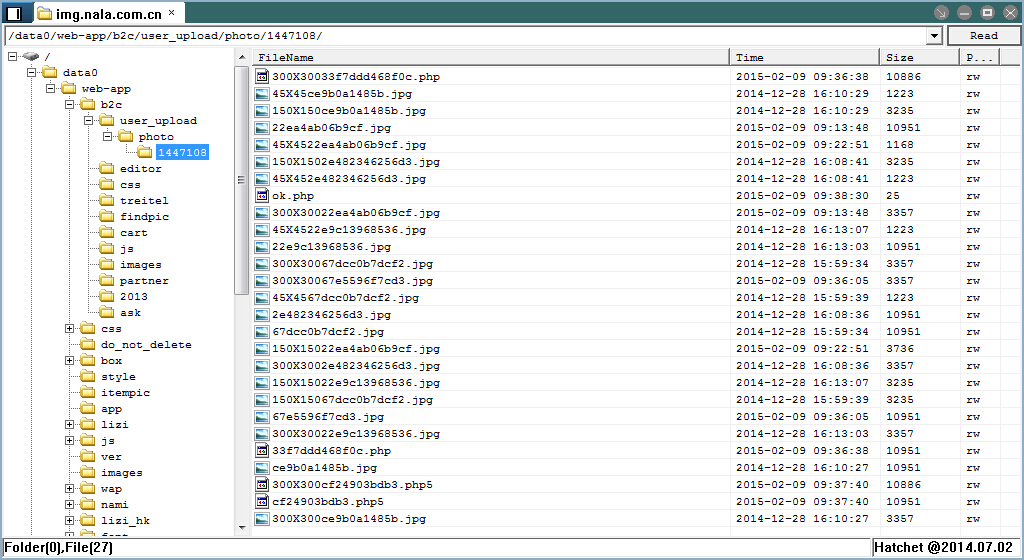 img.nala.com.cn ×
/data0/web-app/b2c/user_upload/photo/1447108/ Read
/
data0
web-app
b2c
user_upload
photo
1447108
editor
css
treitel
findpic
cart
js
images
partner
2013
ask
css
do_not_delete
box
style
itempic
app
lizi
js
ver
images
wap
nami
lizi_hk
FileName Time Size P...
300X30033f7ddd468f0c.php 2015-02-09 09:36:38 10886 rw
45X45ce9b0a1485b.jpg 2014-12-28 16:10:29 1223 rw
150X150ce9b0a1485b.jpg 2014-12-28 16:10:29 3235 rw
22ea4ab06b9cf.jpg 2015-02-09 09:13:48 10951 rw
45X4522ea4ab06b9cf.jpg 2015-02-09 09:22:51 1168 rw
150X1502e482346256d3.jpg 2014-12-28 16:08:41 3235 rw
45X452e482346256d3.jpg 2014-12-28 16:08:41 1223 rw
ok.php 2015-02-09 09:38:30 25 rw
300X30022ea4ab06b9cf.jpg 2015-02-09 09:13:48 3357 rw
45X4522e9c13968536.jpg 2014-12-28 16:13:07 1223 rw
22e9c13968536.jpg 2014-12-28 16:13:03 10951 rw
300X30067dcc0b7dcf2.jpg 2014-12-28 15:59:34 3357 rw
300X30067e5596f7cd3.jpg 2015-02-09 09:36:05 3357 rw
45X4567dcc0b7dcf2.jpg 2014-12-28 15:59:39 1223 rw
2e482346256d3.jpg 2014-12-28 16:08:36 10951 rw
67dcc0b7dcf2.jpg 2014-12-28 15:59:34 10951 rw
150X15022ea4ab06b9cf.jpg 2015-02-09 09:22:51 3736 rw
300X3002e482346256d3.jpg 2014-12-28 16:08:36 3357 rw
150X15022e9c13968536.jpg 2014-12-28 16:13:07 3235 rw
150X15067dcc0b7dcf2.jpg 2014-12-28 15:59:39 3235 rw
67e5596f7cd3.jpg 2015-02-09 09:36:05 10951 rw
300X30022e9c13968536.jpg 2014-12-28 16:13:03 3357 rw
33f7ddd468f0c.php 2015-02-09 09:36:38 10951 rw
ce9b0a1485b.jpg 2014-12-28 16:10:27 10951 rw
300X300cf24903bdb3.php5 2015-02-09 09:37:40 10886 rw
cf24903bdb3.php5 2015-02-09 09:37:40 10951 rw
300X300ce9b0a1485b.jpg 2014-12-28 16:10:27 3357 rw
Folder(0),File(27) Hatchet @2014.07.02